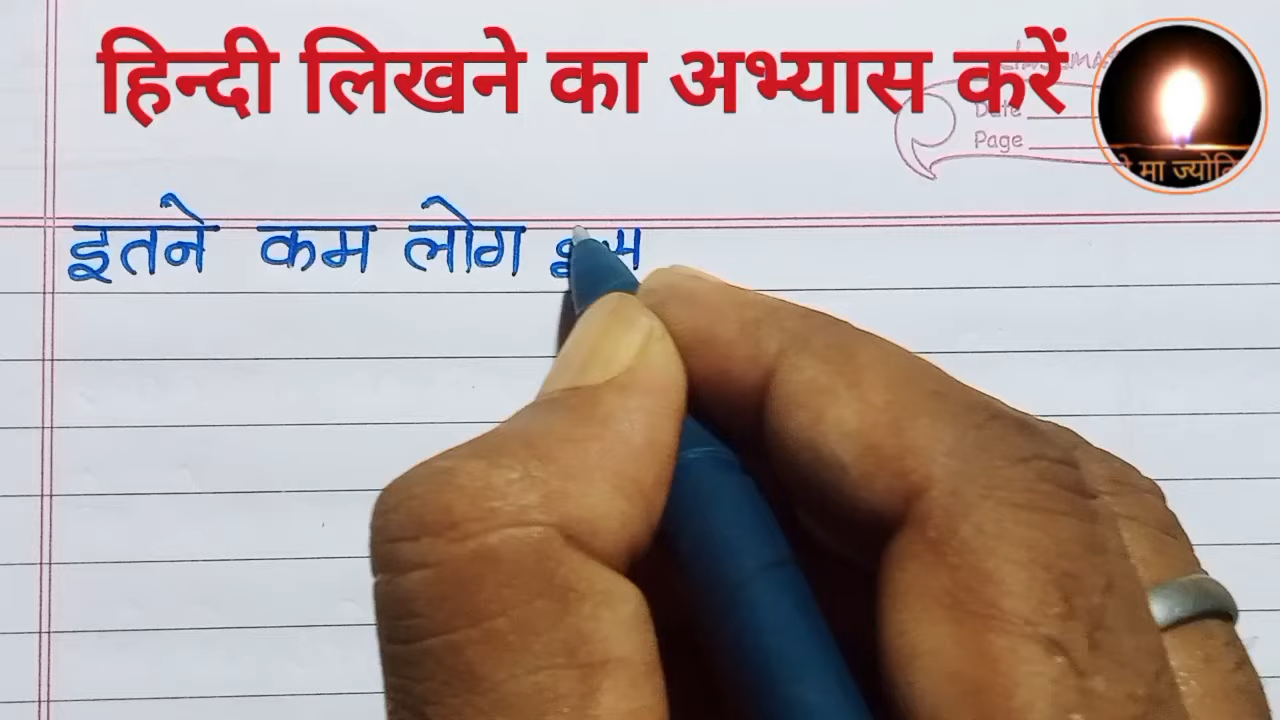 हिन्दी लिखने का अभ्यास करें
Date
Page
मा ज्योति
इतने कम लोग